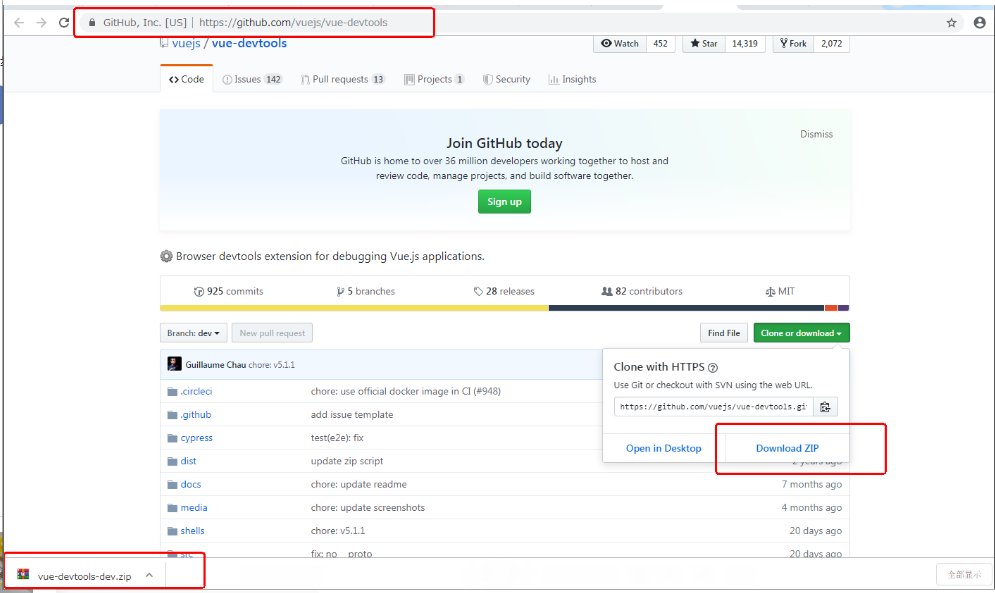 GitHub, Inc. [US] | https://github.com/vuejs/vue-devtools
vuejs / vue-devtools
Watch 452 Star 14,319 Fork 2,072
Code Issues 142 Pull requests 13 Projects 1 Security Insights
Join GitHub today
Dismiss
GitHub is home to over 36 million developers working together to host and
review code, manage projects, and build software together.
Sign up
Browser devtools extension for debugging Vue.js applications.
925 commits 5 branches 28 releases 82 contributors MIT
Branch: dev New pull request Find File Clone or download
Guillaume Chau chore: v5.1.1
Clone with HTTPS
Use Git or checkout with SVN using the web URL.
https://github.com/vuejs/vue-devtools.gi
Open in Desktop Download ZIP
.circleci chore: use official docker image in CI (#948)
.github add issue template
cypress test(e2e): fix
dist update zip script 2 years ago
docs chore: update readme 7 months ago
media chore: update screenshots 4 months ago
shells chore: v5.1.1 20 days ago
src fix: no __proto 20 days ago
vue-devtools-dev.zip
全部显示